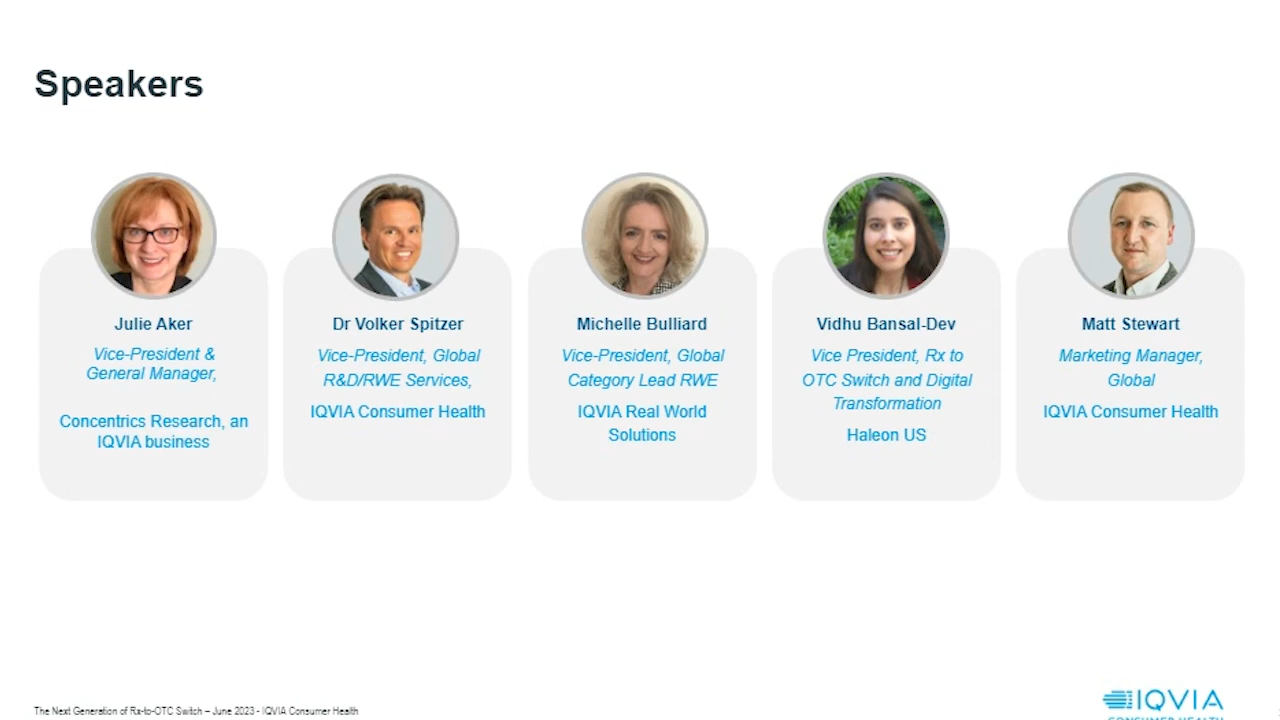 Speakers
Julie Aker
Vice-President &
General Manager,
Concentrics Research, an
IQVIA business
Dr Volker Spitzer
Vice-President, Global
R&D/RWE Services,
IQVIA Consumer Health
Michelle Bulliard
Vice-President, Global
Category Lead RWE
IQVIA Real World
Solutions
Vidhu Bansal-Dev
Vice President, Rx to
OTC Switch and Digital
Transformation
Haleon US
Matt Stewart
Marketing Manager,
Global
IQVIA Consumer Health
The Next Generation of Rx-to-OTC Switch – June 2023 - IQVIA Consumer Health
IQVIA
CONSUMER HEALTH